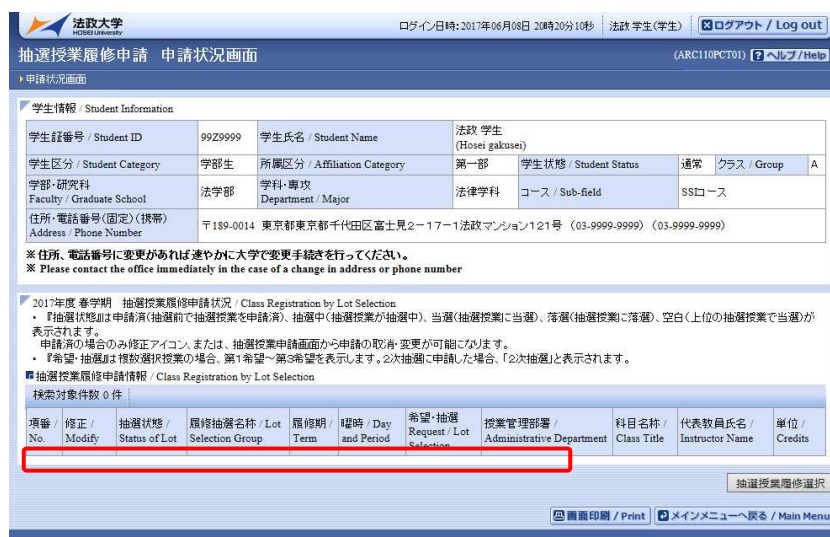 法政大学
HOSEI University
ログイン日時:2017年06月08日 20時20分10秒 法政 学生(学生) ログアウト / Log out
抽選授業履修申請 申請状況画面 (ARC110PCT01) ヘルプ/Help
申請状況画面
学生情報 / Student Information
学生証番号 / Student ID 99Z9999 学生氏名 / Student Name 法政 学生
(Hosei gakusei)
学生区分 / Student Category 学部生 所属区分 / Affiliation Category 第一部 学生状態 / Student Status 通常 クラス / Group A
学部・研究科
Faculty / Graduate School 法学部 学科・専攻
Department / Major 法律学科 コース / Sub-field SSIコース
住所・電話番号(固定)(携帯)
Address / Phone Number 〒189-0014 東京都東京都千代田区富士見2-17-1法政マンション121号 (03-9999-9999) (03-9999-9999)
※住所、電話番号に変更があれば速やかに大学で変更手続きを行ってください。
※ Please contact the office immediately in the case of a change in address or phone number
2017年度 春学期 抽選授業履修申請状況 / Class Registration by Lot Selection
・『抽選状態』は申請済(抽選前で抽選授業を申請済)、抽選中(抽選授業が抽選中)、当選(抽選授業に当選)、落選(抽選授業に落選)、空白(上位の抽選授業で当選)が
表示されます。
申請済の場合のみ修正アイコン、または、抽選授業申請画面から申請の取消・変更が可能になります。
・『希望・抽選』は複数選択授業の場合、第1希望~第3希望を表示します。2次抽選に申請した場合、「2次抽選」と表示されます。
抽選授業履修申請情報 / Class Registration by Lot Selection
検索対象件数 0 件
項番 /
No. 修正 /
Modify 抽選状態 /
Status of Lot 履修抽選名称 / Lot
Selection Group 履修期 /
Term 曜時 / Day
and Period 希望・抽選
Request / Lot
Selection 授業管理部署 /
Administrative Department 科目名称 /
Class Title 代表教員氏名 /
Instructor Name 単位 /
Credits
抽選授業履修選択
画面印刷 / Print メインメニューへ戻る / Main Menu